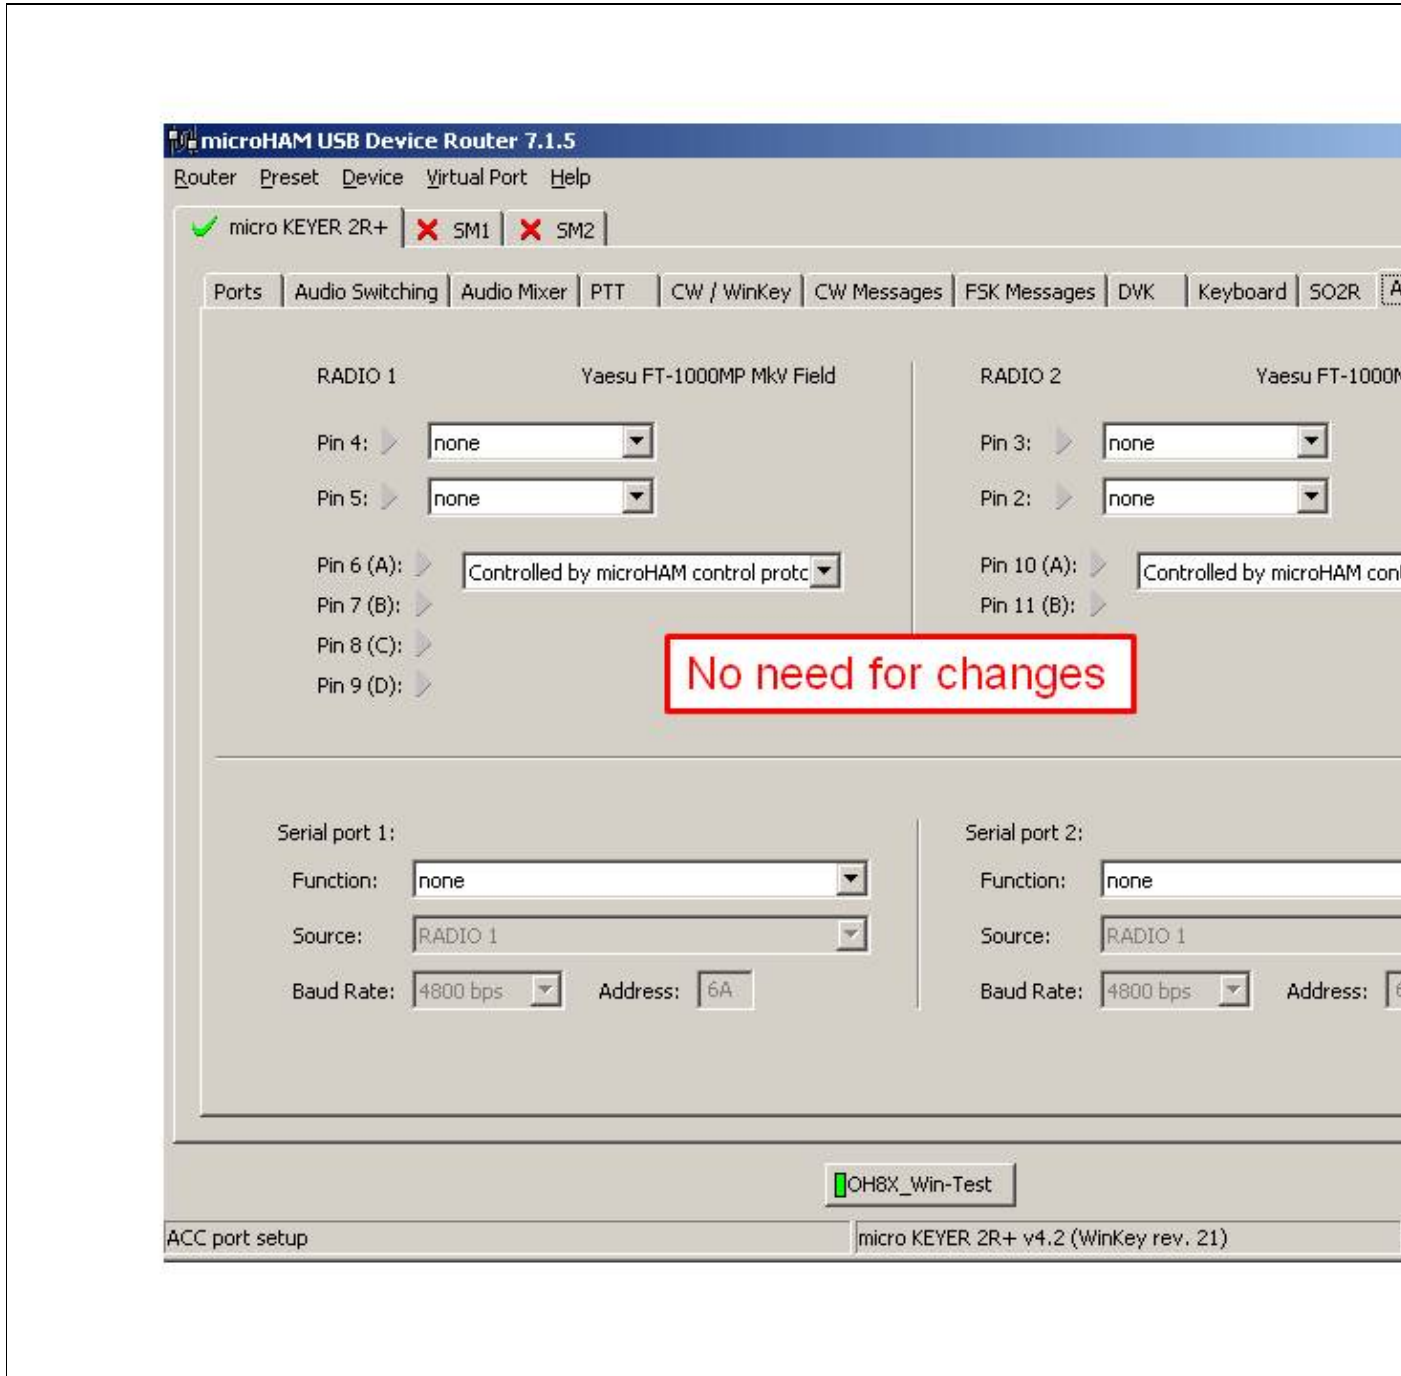 microHAM USB Device Router 7.1.5
Router Preset Device Virtual Port Help
micro KEYER 2R+ SM1 SM2
Ports Audio Switching Audio Mixer PTT CW / WinKey CW Messages FSK Messages DVK Keyboard SO2R A
RADIO 1 Yaesu FT-1000MP MkV Field RADIO 2 Yaesu FT-1000M
Pin 4: none Pin 3: none
Pin 5: none Pin 2: none
Pin 6 (A): Controlled by microHAM control protc Pin 10 (A): Controlled by microHAM cont
Pin 7 (B): Pin 11 (B):
Pin 8 (C):
No need for changes
Pin 9 (D):
Serial port 1: Serial port 2:
Function: none Function: none
Source: RADIO 1 Source: RADIO 1
Baud Rate: 4800 bps Address: 6A Baud Rate: 4800 bps Address: 6
OH8X_Win-Test
ACC port setup micro KEYER 2R+ v4.2 (WinKey rev. 21)